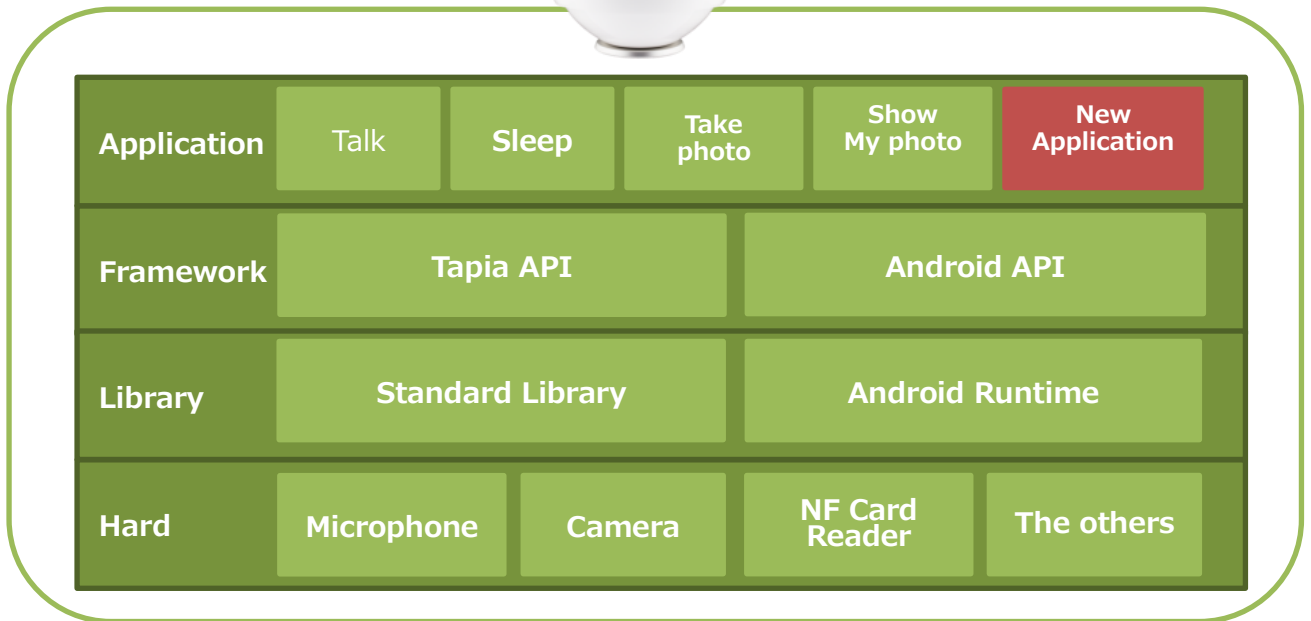 Application
Talk
Sleep
Take
photo
Show
My photo
New
Application
Framework
Tapia API
Android API
Library
Standard Library
Android Runtime
Hard
Microphone
Camera
NF Card
Reader
The others